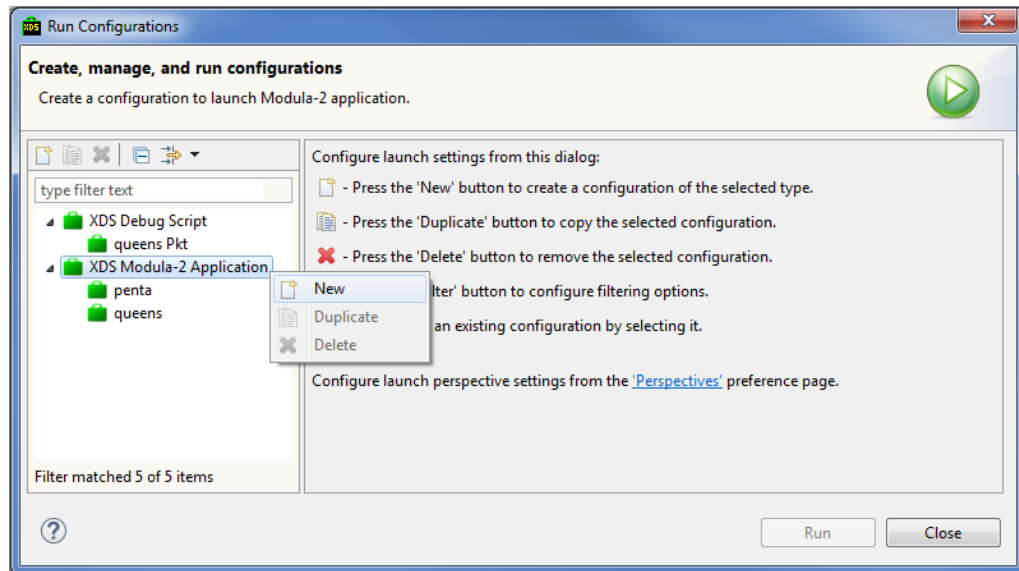 XDS Run Configurations
Create, manage, and run configurations
Create a configuration to launch Modula-2 application.
type filter text
XDS Debug Script
queens Pkt
XDS Modula-2 Application
penta
queens
Filter matched 5 of 5 items
New
Duplicate
Delete
Configure launch settings from this dialog:
- Press the 'New' button to create a configuration of the selected type.
- Press the 'Duplicate' button to copy the selected configuration.
- Press the 'Delete' button to remove the selected configuration.
lter' button to configure filtering options.
an existing configuration by selecting it.
Configure launch perspective settings from the 'Perspectives' preference page.
?
Run Close